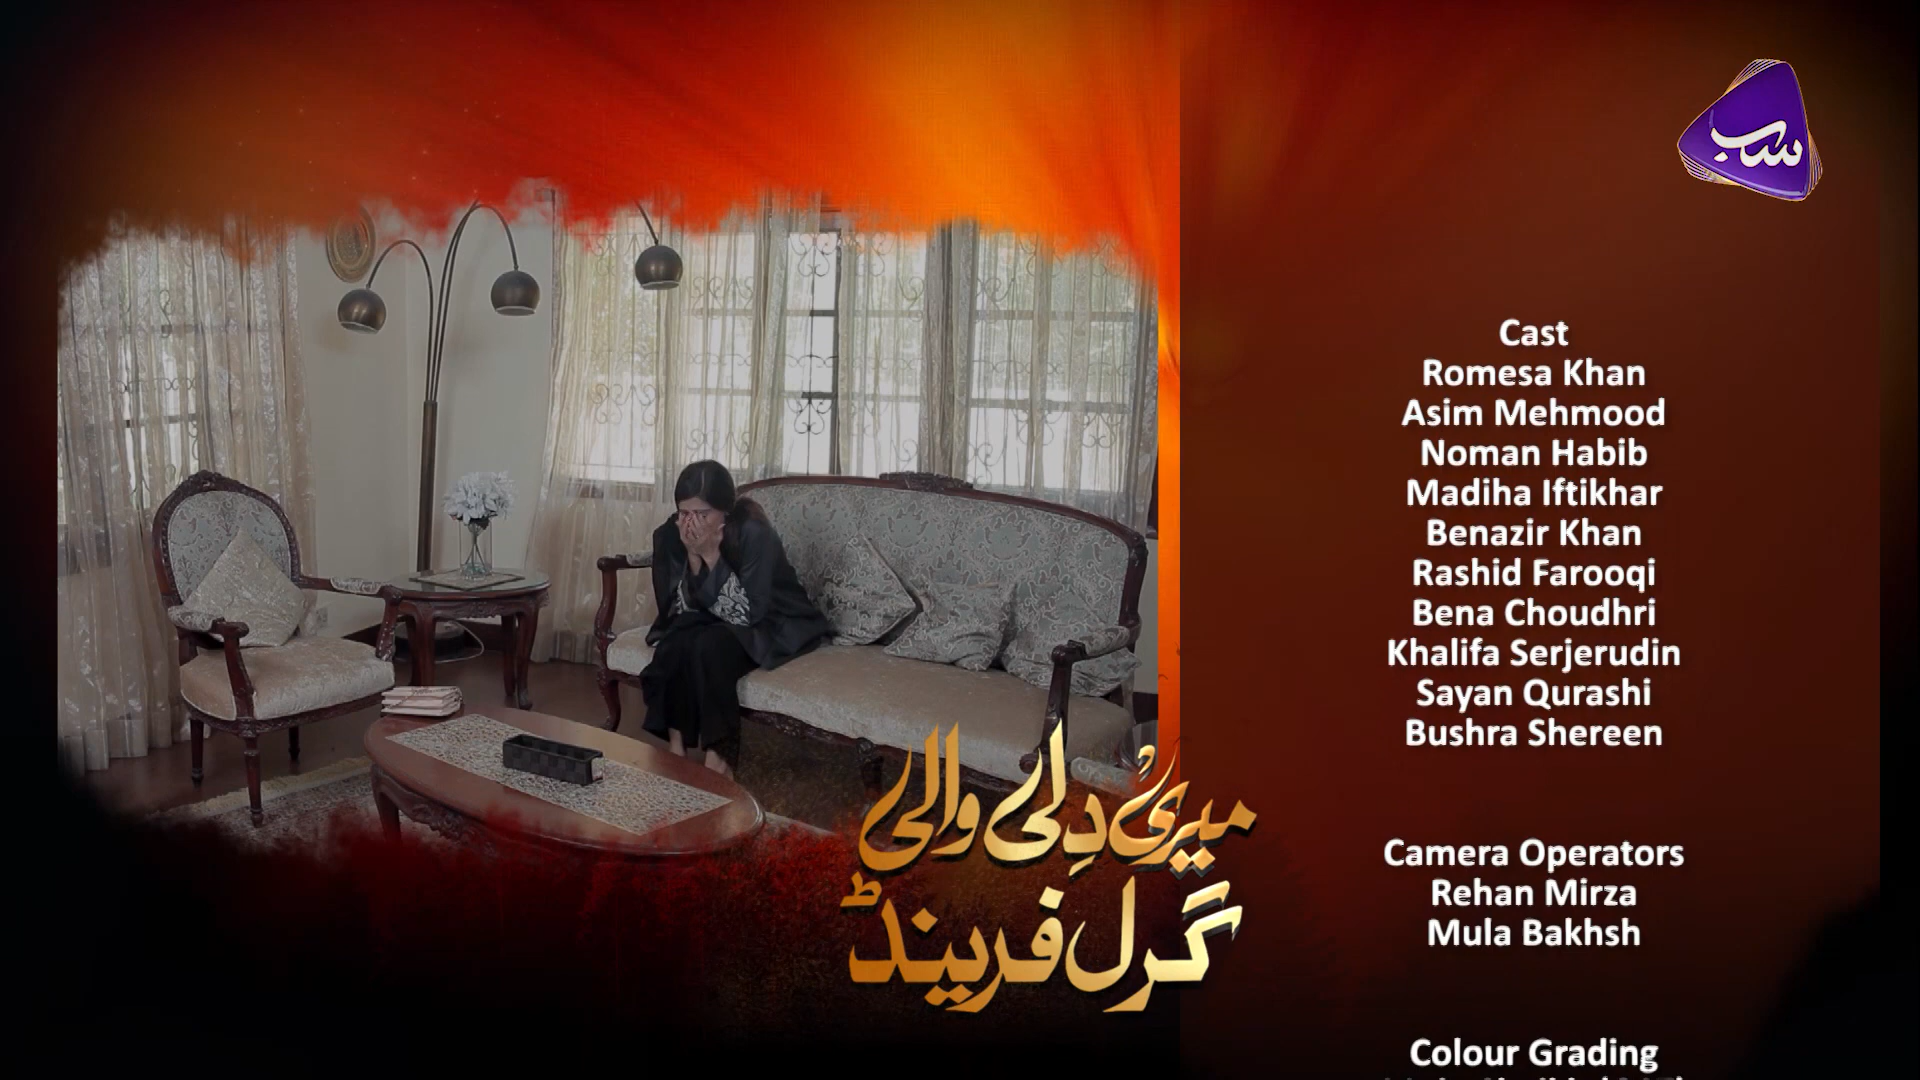 سب
Cast
Romesa Khan
Asim Mehmood
Noman Habib
Madiha Iftikhar
Benazir Khan
Rashid Farooqi
Bena Choudhri
Khalifa Serjerudin
Sayan Qurashi
Bushra Shereen
میری دلی والی
گرل فرینڈ
Camera Operators
Rehan Mirza
Mula Bakhsh
Colour Grading